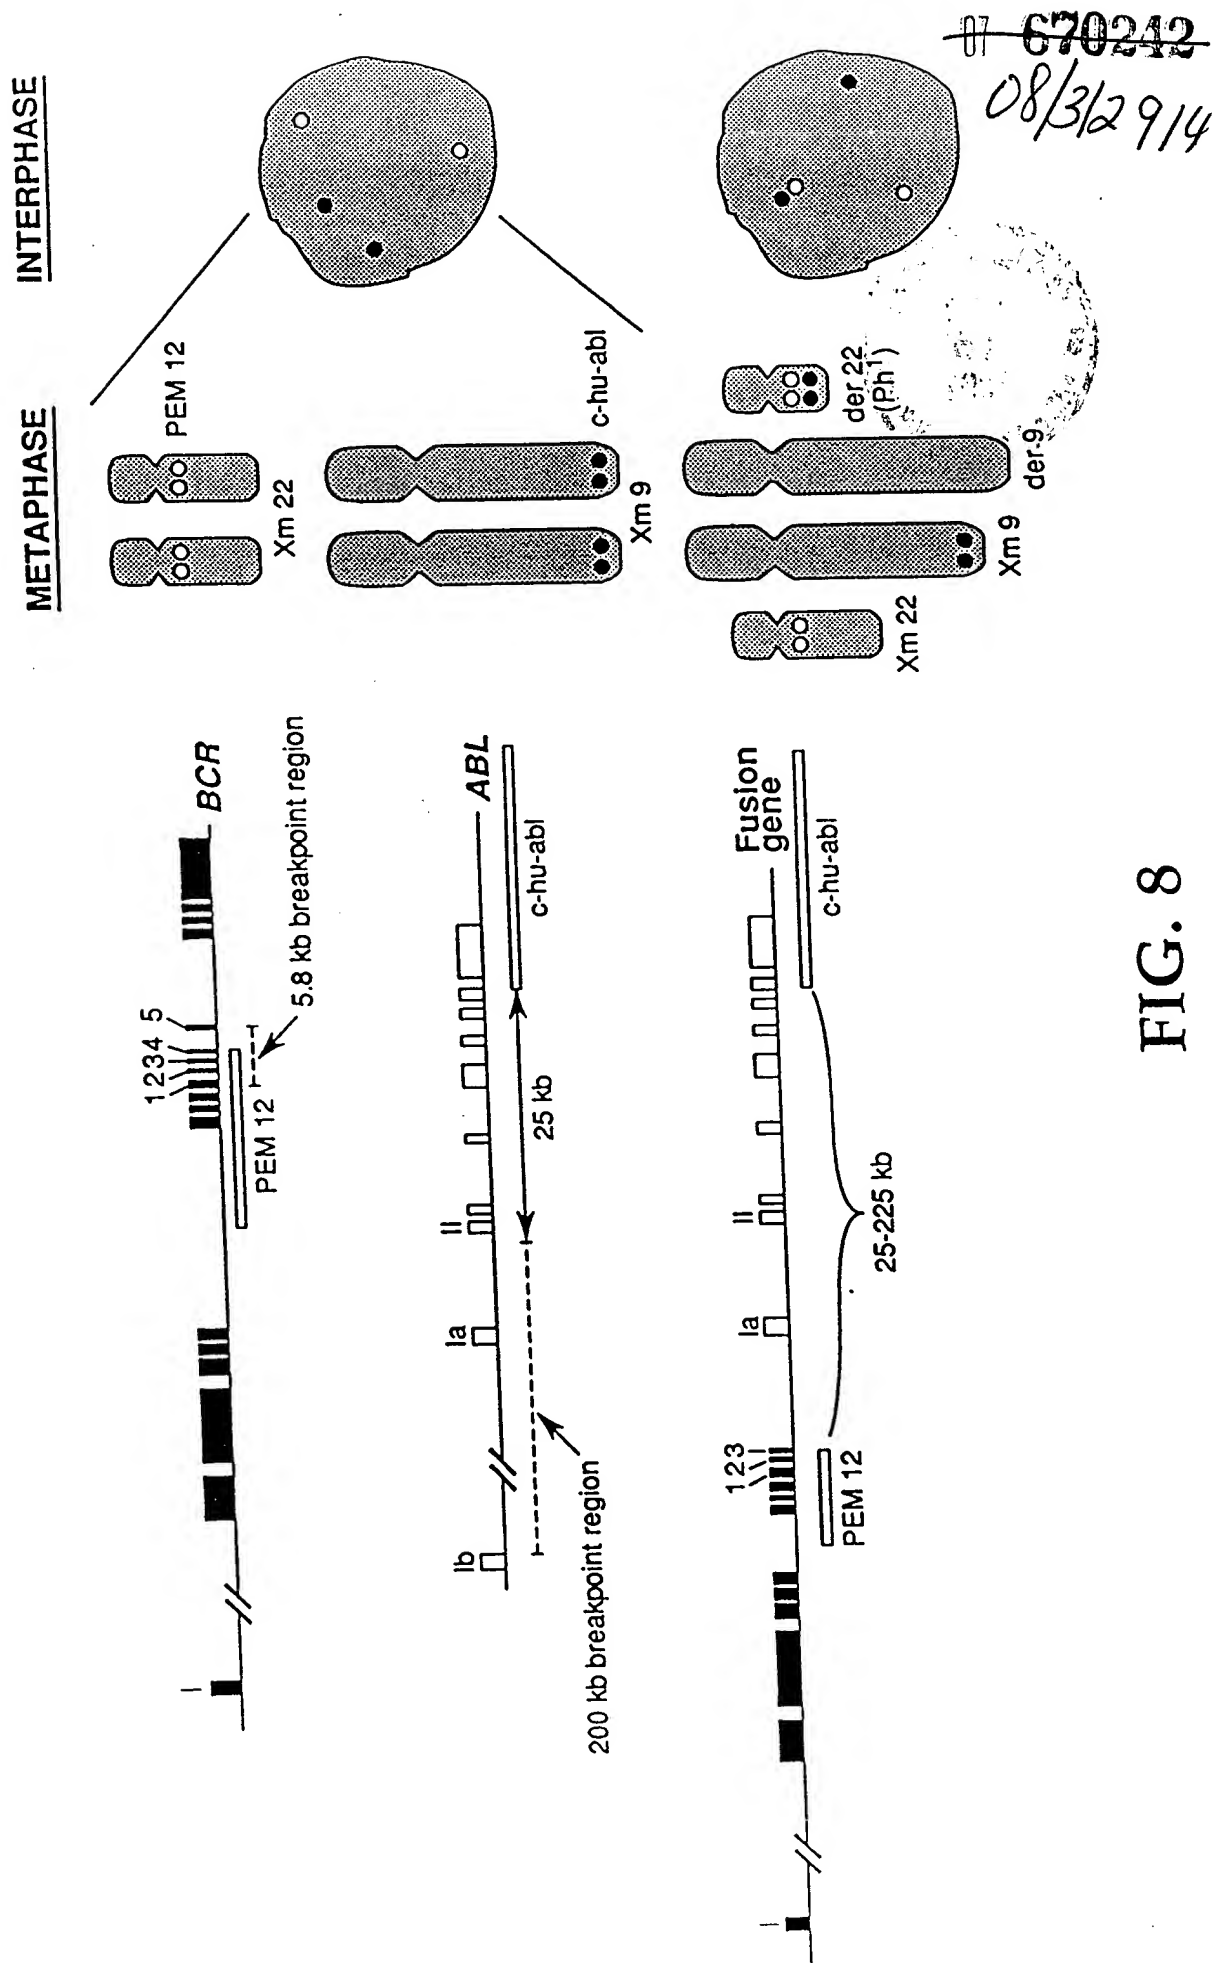 07 670242
08/312914
METAPHASE
INTERPHASE
BCR
1 2 3 4 5
I
PEM 12
5.8 kb breakpoint region
PEM 12
Xm 22
ABL
Ib
Ia
II
c-hu-abl
25 kb
200 kb breakpoint region
c-hu-abl
Xm 9
Fusion
gene
I
1 2 3
Ia
II
PEM 12
25-225 kb
c-hu-abl
Xm 22
Xm 9
der-9
der 22
(Ph1)
FIG. 8